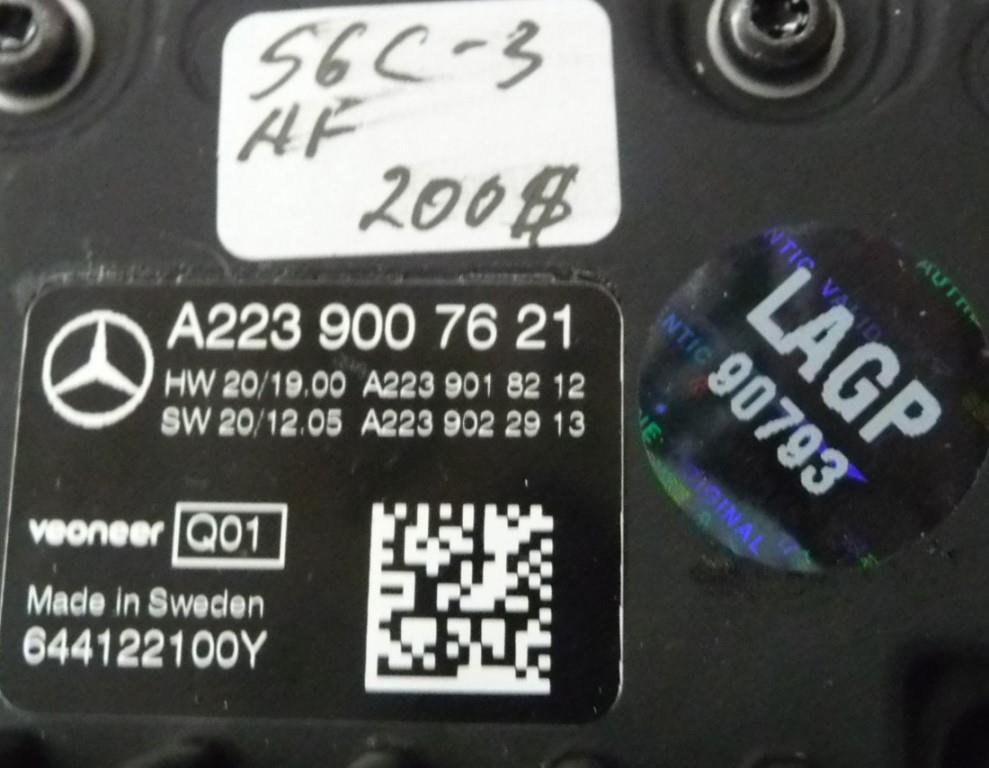 S6C-3
AF
A223 900 76 21
HW 20/19.00 A223 901 82 12
SW 20/12.05 A223 902 29 13
veoneer Q01
Made in Sweden
644122100Y
LAGP
90793